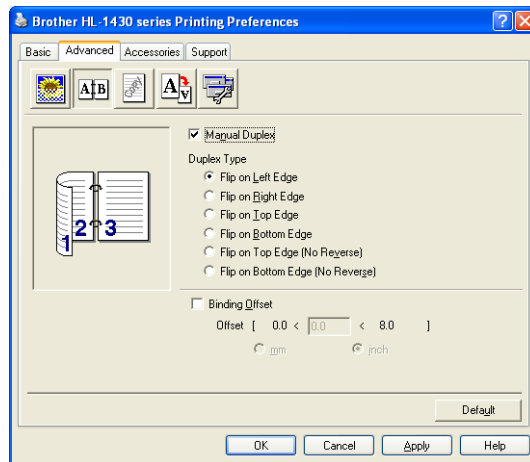 Brother HL-1430 series Printing Preferences
Basic Advanced Accessories Support
Manual Duplex
Duplex Type
Flip on Left Edge
Flip on Right Edge
Flip on Top Edge
Flip on Bottom Edge
Flip on Top Edge (No Reverse)
Flip on Bottom Edge (No Reverse)
1 2 3
Binding Offset
Offset [ 0.0 < 0.0 < 8.0 ]
mm inch
Default
OK Cancel Apply Help